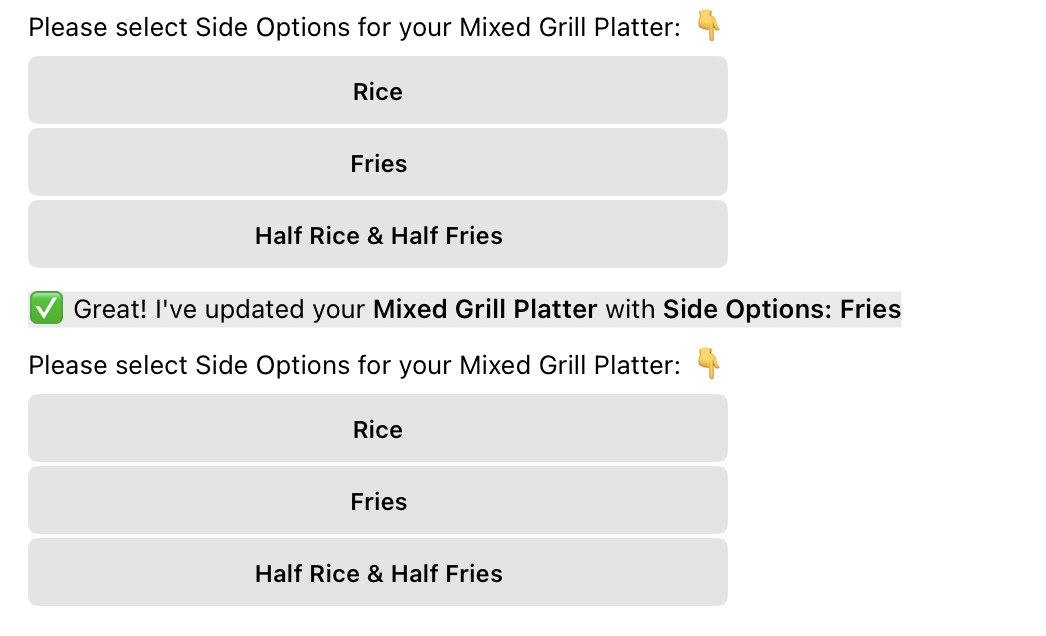 Please select Side Options for your Mixed Grill Platter: 👇
Rice
Fries
Half Rice & Half Fries
✅ Great! I've updated your Mixed Grill Platter with Side Options: Fries
Please select Side Options for your Mixed Grill Platter: 👇
Rice
Fries
Half Rice & Half Fries